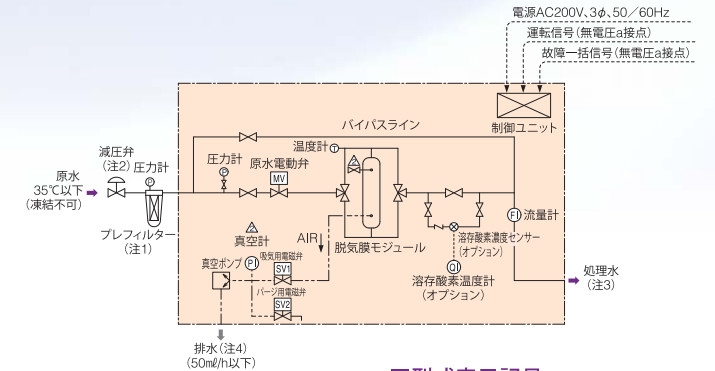 電源AC200V、3φ、50／60Hz
運転信号（無電圧a接点）
故障一括信号（無電圧a接点）
制御ユニット
バイパスライン
減圧弁
（注2）
圧力計
P
原水
35℃以下
（凍結不可）
プレフィルター
（注1）
圧力計
P
原水電動弁
MV
温度計
T
2
脱気膜モジュール
AIR
2
真空計
PI
真空ポンプ
吸気用電磁弁
SV1
パージ用電磁弁
SV2
FI
流量計
溶存酸素濃度センサー
（オプション）
OI
溶存酸素温度計
（オプション）
処理水
（注3）
排水（注4）
（50mℓ/h以下）